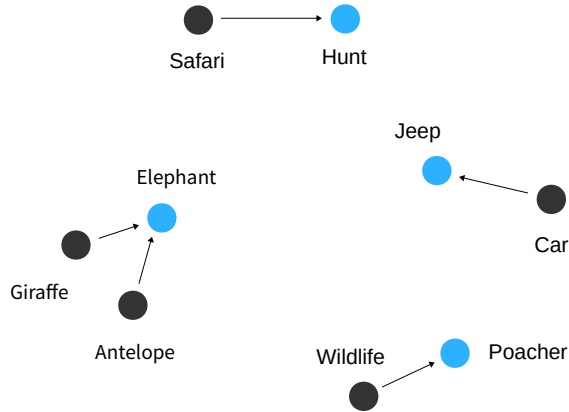 Safari
Hunt
Jeep
Elephant
Car
Giraffe
Antelope
Wildlife
Poacher